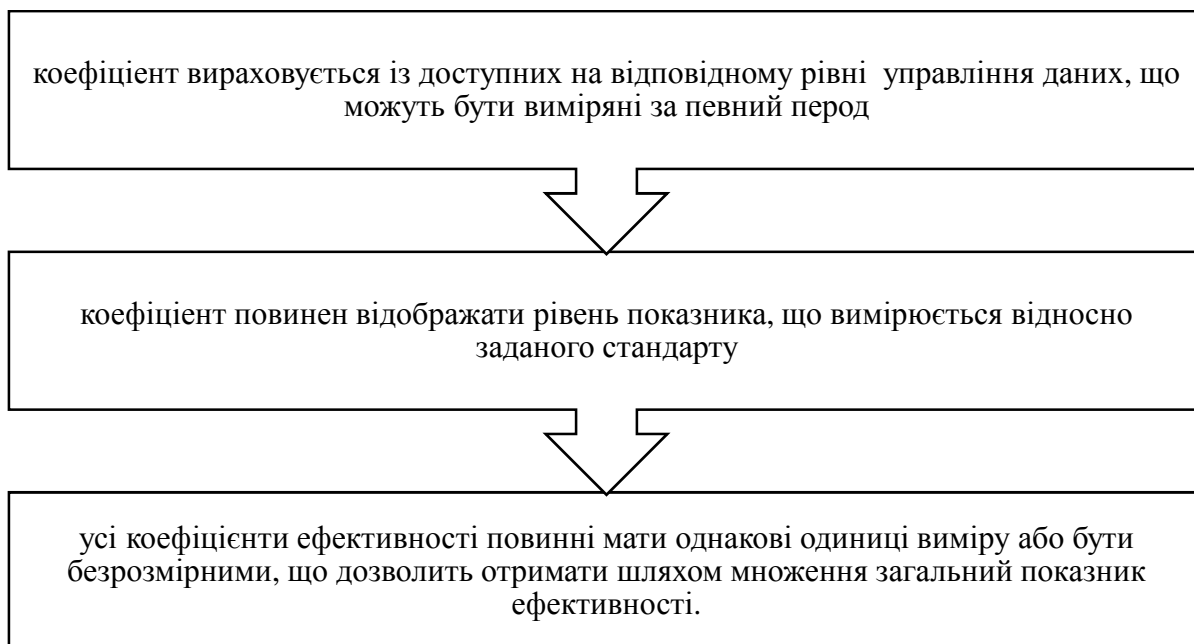 коефіціент вираховується із доступних на відповідному рівні  управління даних, що
можуть бути виміряні за певний перод
коефіціент повинен відображати рівень показника, що вимірюється відносно
заданого стандарту
усі коефіцієнти ефективності повинні мати однакові одиниці виміру або бути
безрозмірними, що дозволить отримати шляхом множення загальний показник
ефективності.